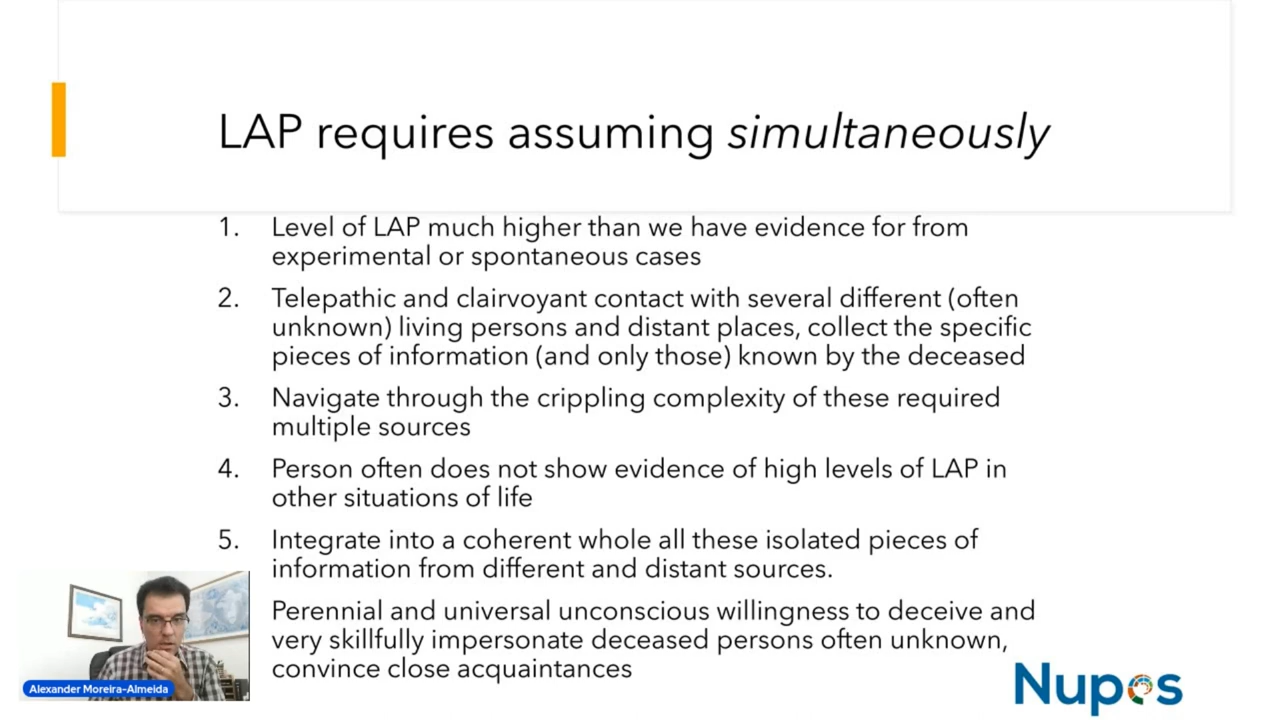 LAP requires assuming simultaneously
1. Level of LAP much higher than we have evidence for from
experimental or spontaneous cases
2. Telepathic and clairvoyant contact with several different (often
unknown) living persons and distant places, collect the specific
pieces of information (and only those) known by the deceased
3. Navigate through the crippling complexity of these required
multiple sources
4. Person often does not show evidence of high levels of LAP in
other situations of life
5. Integrate into a coherent whole all these isolated pieces of
information from different and distant sources.
Perennial and universal unconscious willingness to deceive and
very skillfully impersonate deceased persons often unknown,
convince close acquaintances
Alexander Moreira-Almeida
Nupes